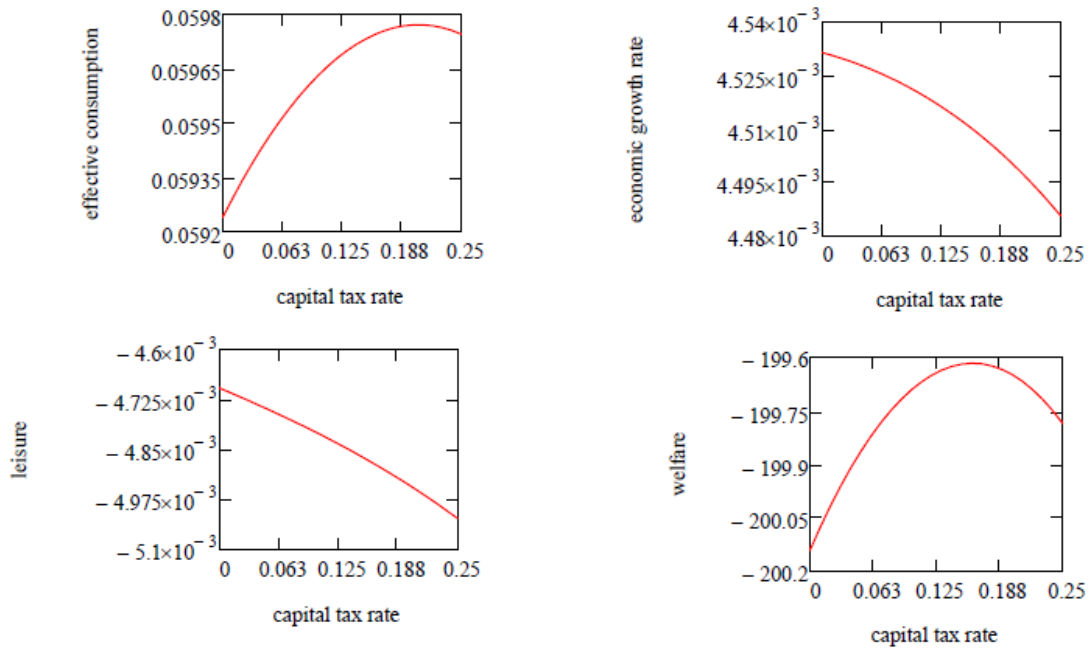 effective consumption
0.0598
0.05965
0.0595
0.05935
0.0592
0 0.063 0.125 0.188 0.25
capital tax rate
economic growth rate
4.54×10⁻³
4.525×10⁻³
4.51×10⁻³
4.495×10⁻³
4.48×10⁻³
0 0.063 0.125 0.188 0.25
capital tax rate
leisure
− 4.6×10⁻³
− 4.725×10⁻³
− 4.85×10⁻³
− 4.975×10⁻³
− 5.1×10⁻³
0 0.063 0.125 0.188 0.25
capital tax rate
welfare
− 199.6
− 199.75
− 199.9
− 200.05
− 200.2
0 0.063 0.125 0.188 0.25
capital tax rate